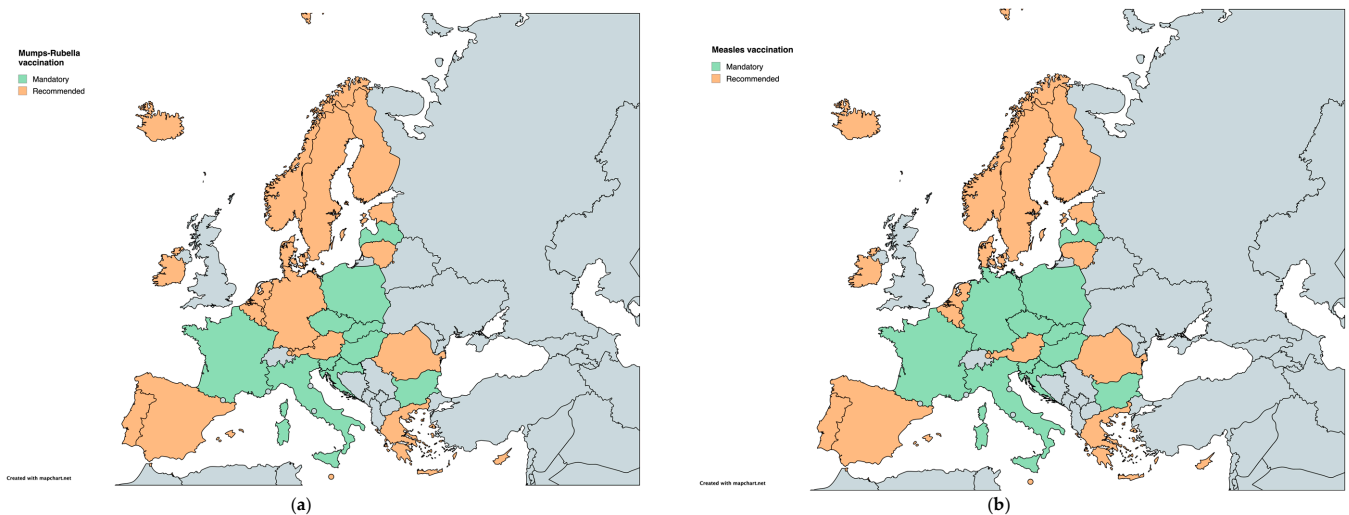 Mumps-Rubella
vaccination
Mandatory
Recommended
Created with mapchart.net
(a)
Measles vaccination
Mandatory
Recommended
Created with mapchart.net
(b)